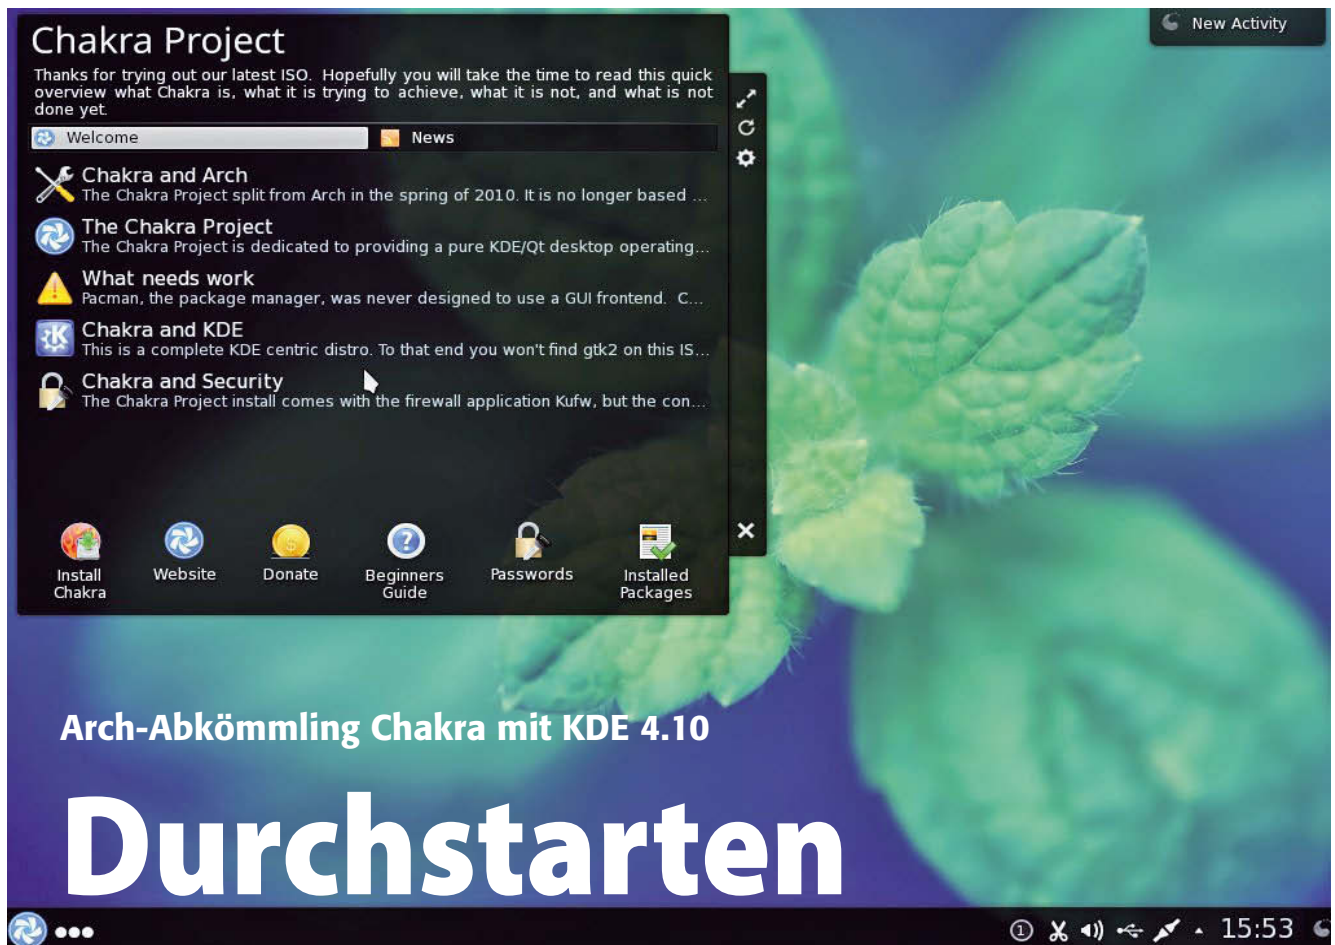 Chakra Project
Thanks for trying out our latest ISO. Hopefully you will take the time to read this quick
overview what Chakra is, what it is trying to achieve, what it is not, and what is not
done yet.
Welcome
News
Chakra and Arch
The Chakra Project split from Arch in the spring of 2010. It is no longer based ...
The Chakra Project
The Chakra Project is dedicated to providing a pure KDE/Qt desktop operating...
What needs work
Pacman, the package manager, was never designed to use a GUI frontend. C...
Chakra and KDE
This is a complete KDE centric distro. To that end you won't find gtk2 on this IS...
Chakra and Security
The Chakra Project install comes with the firewall application Kufw, but the con...
Install
Chakra
Website
Donate
Beginners
Guide
Passwords
Installed
Packages
New Activity
Arch-Abkömmling Chakra mit KDE 4.10
Durchstarten
1
15:53